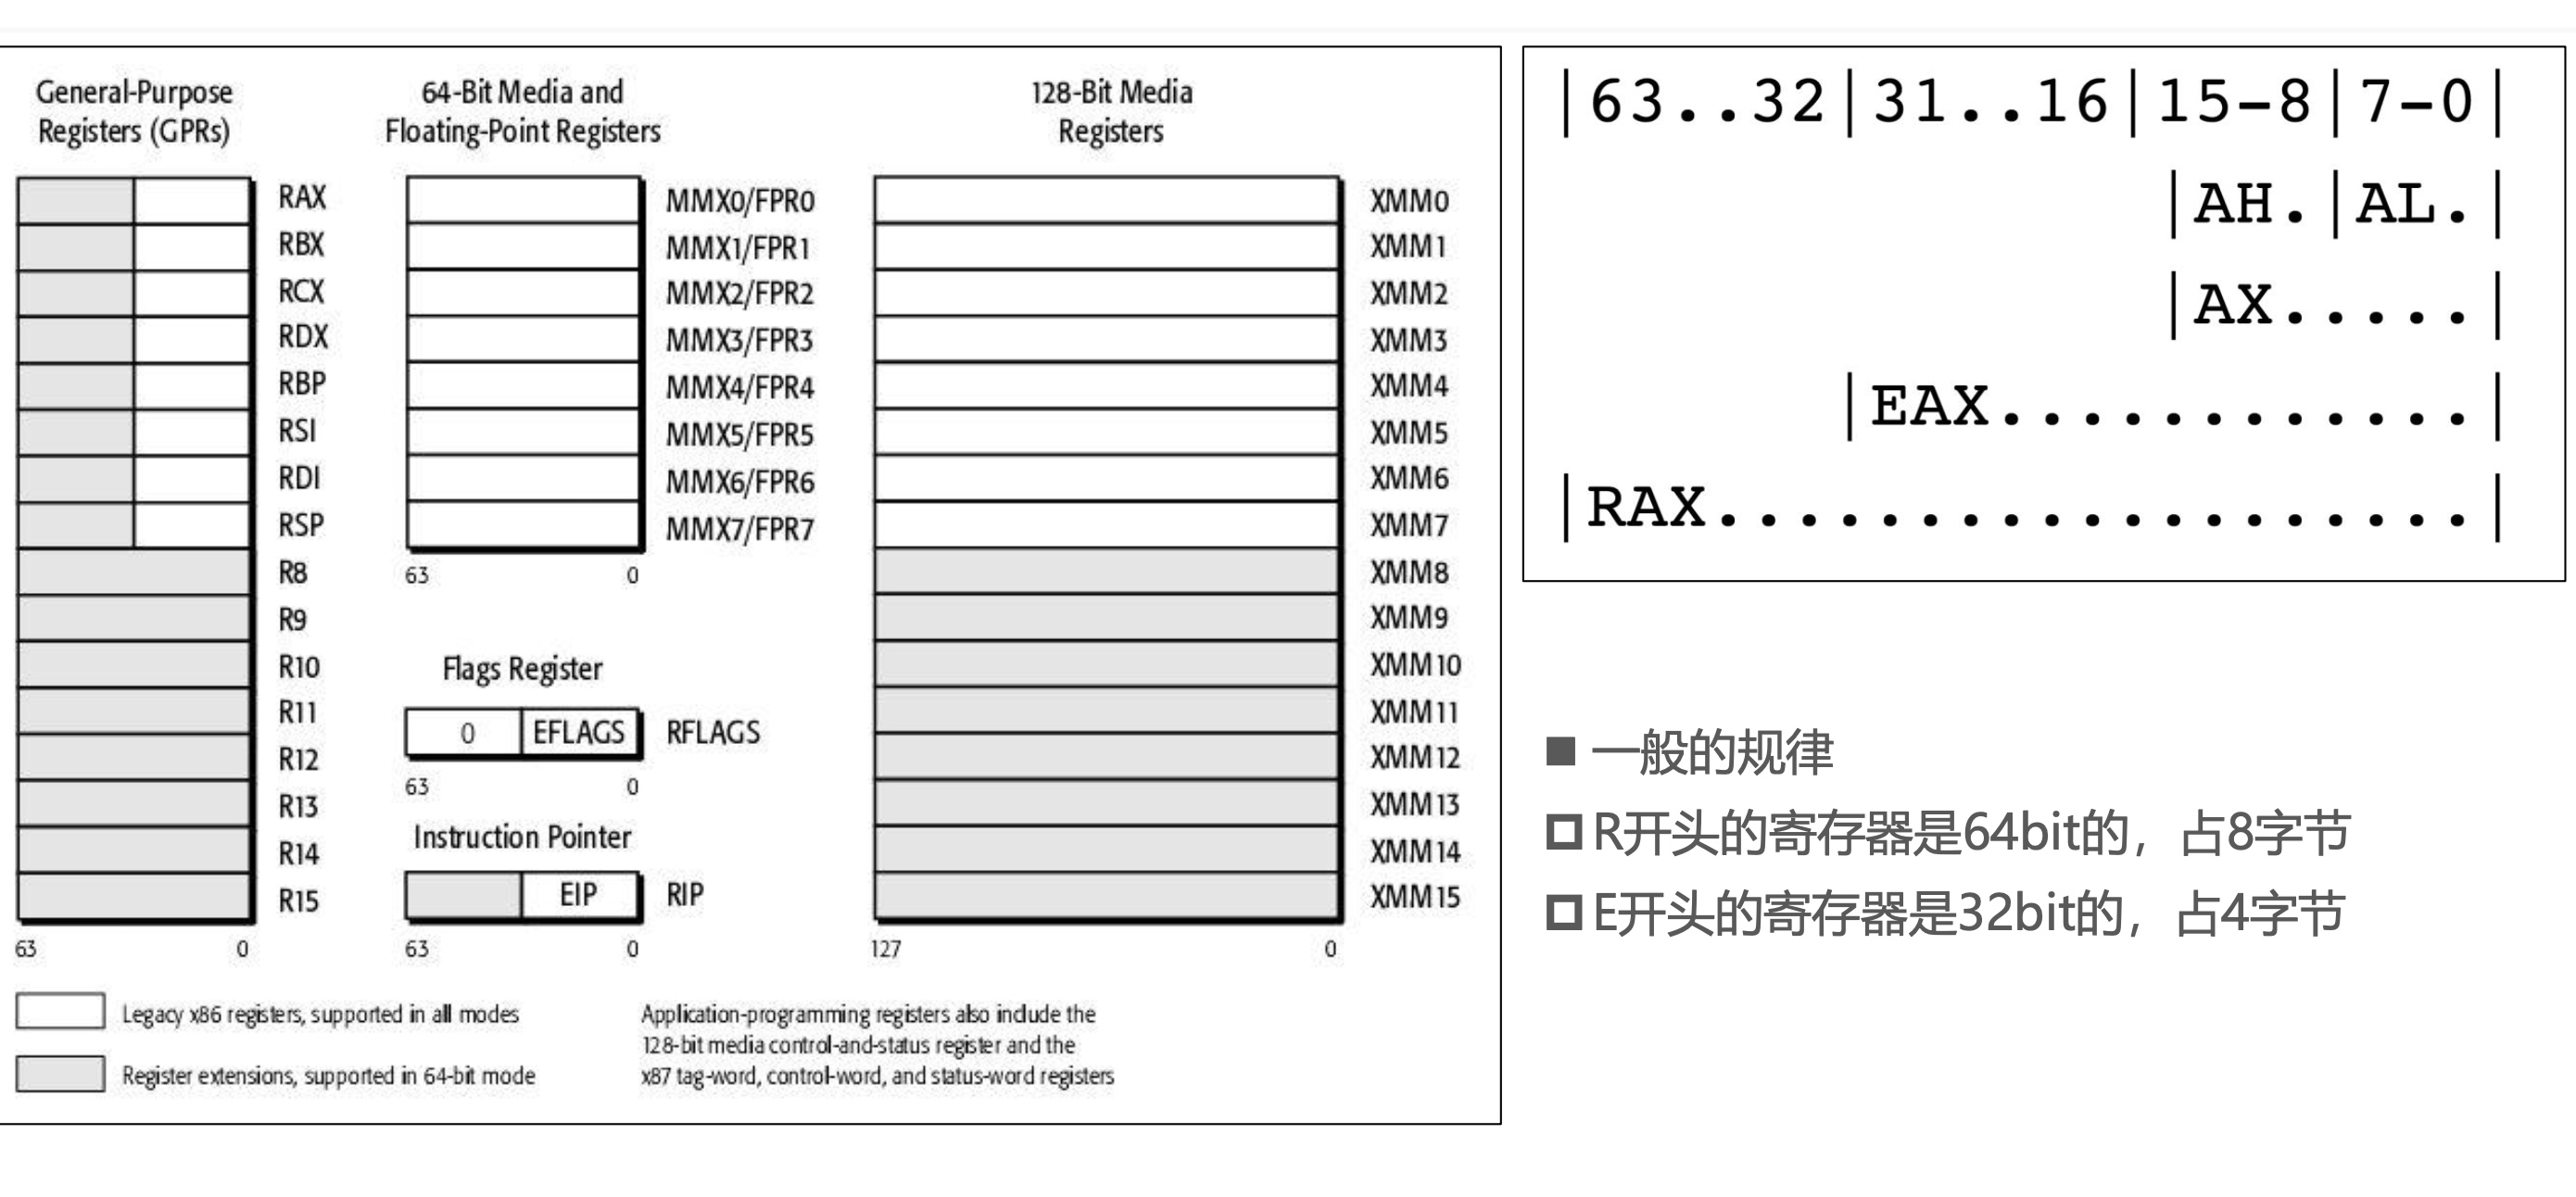 General-Purpose
Registers (GPRs)
RAX
RBX
RCX
RDX
RBP
RSI
RDI
RSP
R8
R9
R10
R11
R12
R13
R14
R15
63 0
64-Bit Media and
Floating-Point Registers
MMX0/FPR0
MMX1/FPR1
MMX2/FPR2
MMX3/FPR3
MMX4/FPR4
MMX5/FPR5
MMX6/FPR6
MMX7/FPR7
63 0
Flags Register
0 EFLAGS RFLAGS
63 0
Instruction Pointer
EIP RIP
63 0
128-Bit Media
Registers
XMM0
XMM1
XMM2
XMM3
XMM4
XMM5
XMM6
XMM7
XMM8
XMM9
XMM10
XMM11
XMM12
XMM13
XMM14
XMM15
127 0
Legacy x86 registers, supported in all modes
Register extensions, supported in 64-bit mode
Application-programming registers also include the
128-bit media control-and-status register and the
x87 tag-word, control-word, and status-word registers
|63..32|31..16|15-8|7-0|
|AH.|AL.|
|AX.....|
|EAX............|
|RAX...................|
一般的规律
R开头的寄存器是64bit的，占8字节
E开头的寄存器是32bit的，占4字节